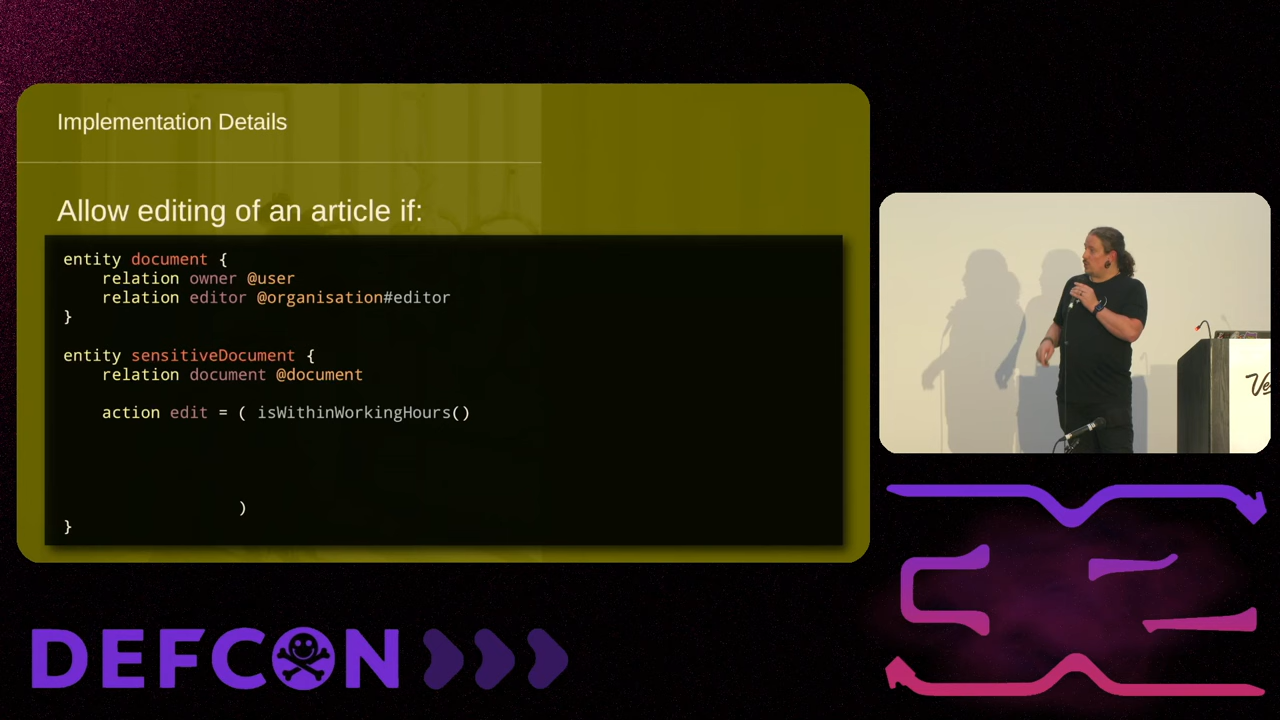 Implementation Details
Allow editing of an article if:
entity document {
    relation owner @user
    relation editor @organisation#editor
}
entity sensitiveDocument {
    relation document @document
    action edit = ( isWithinWorkingHours()
                  )
}
DEFCON